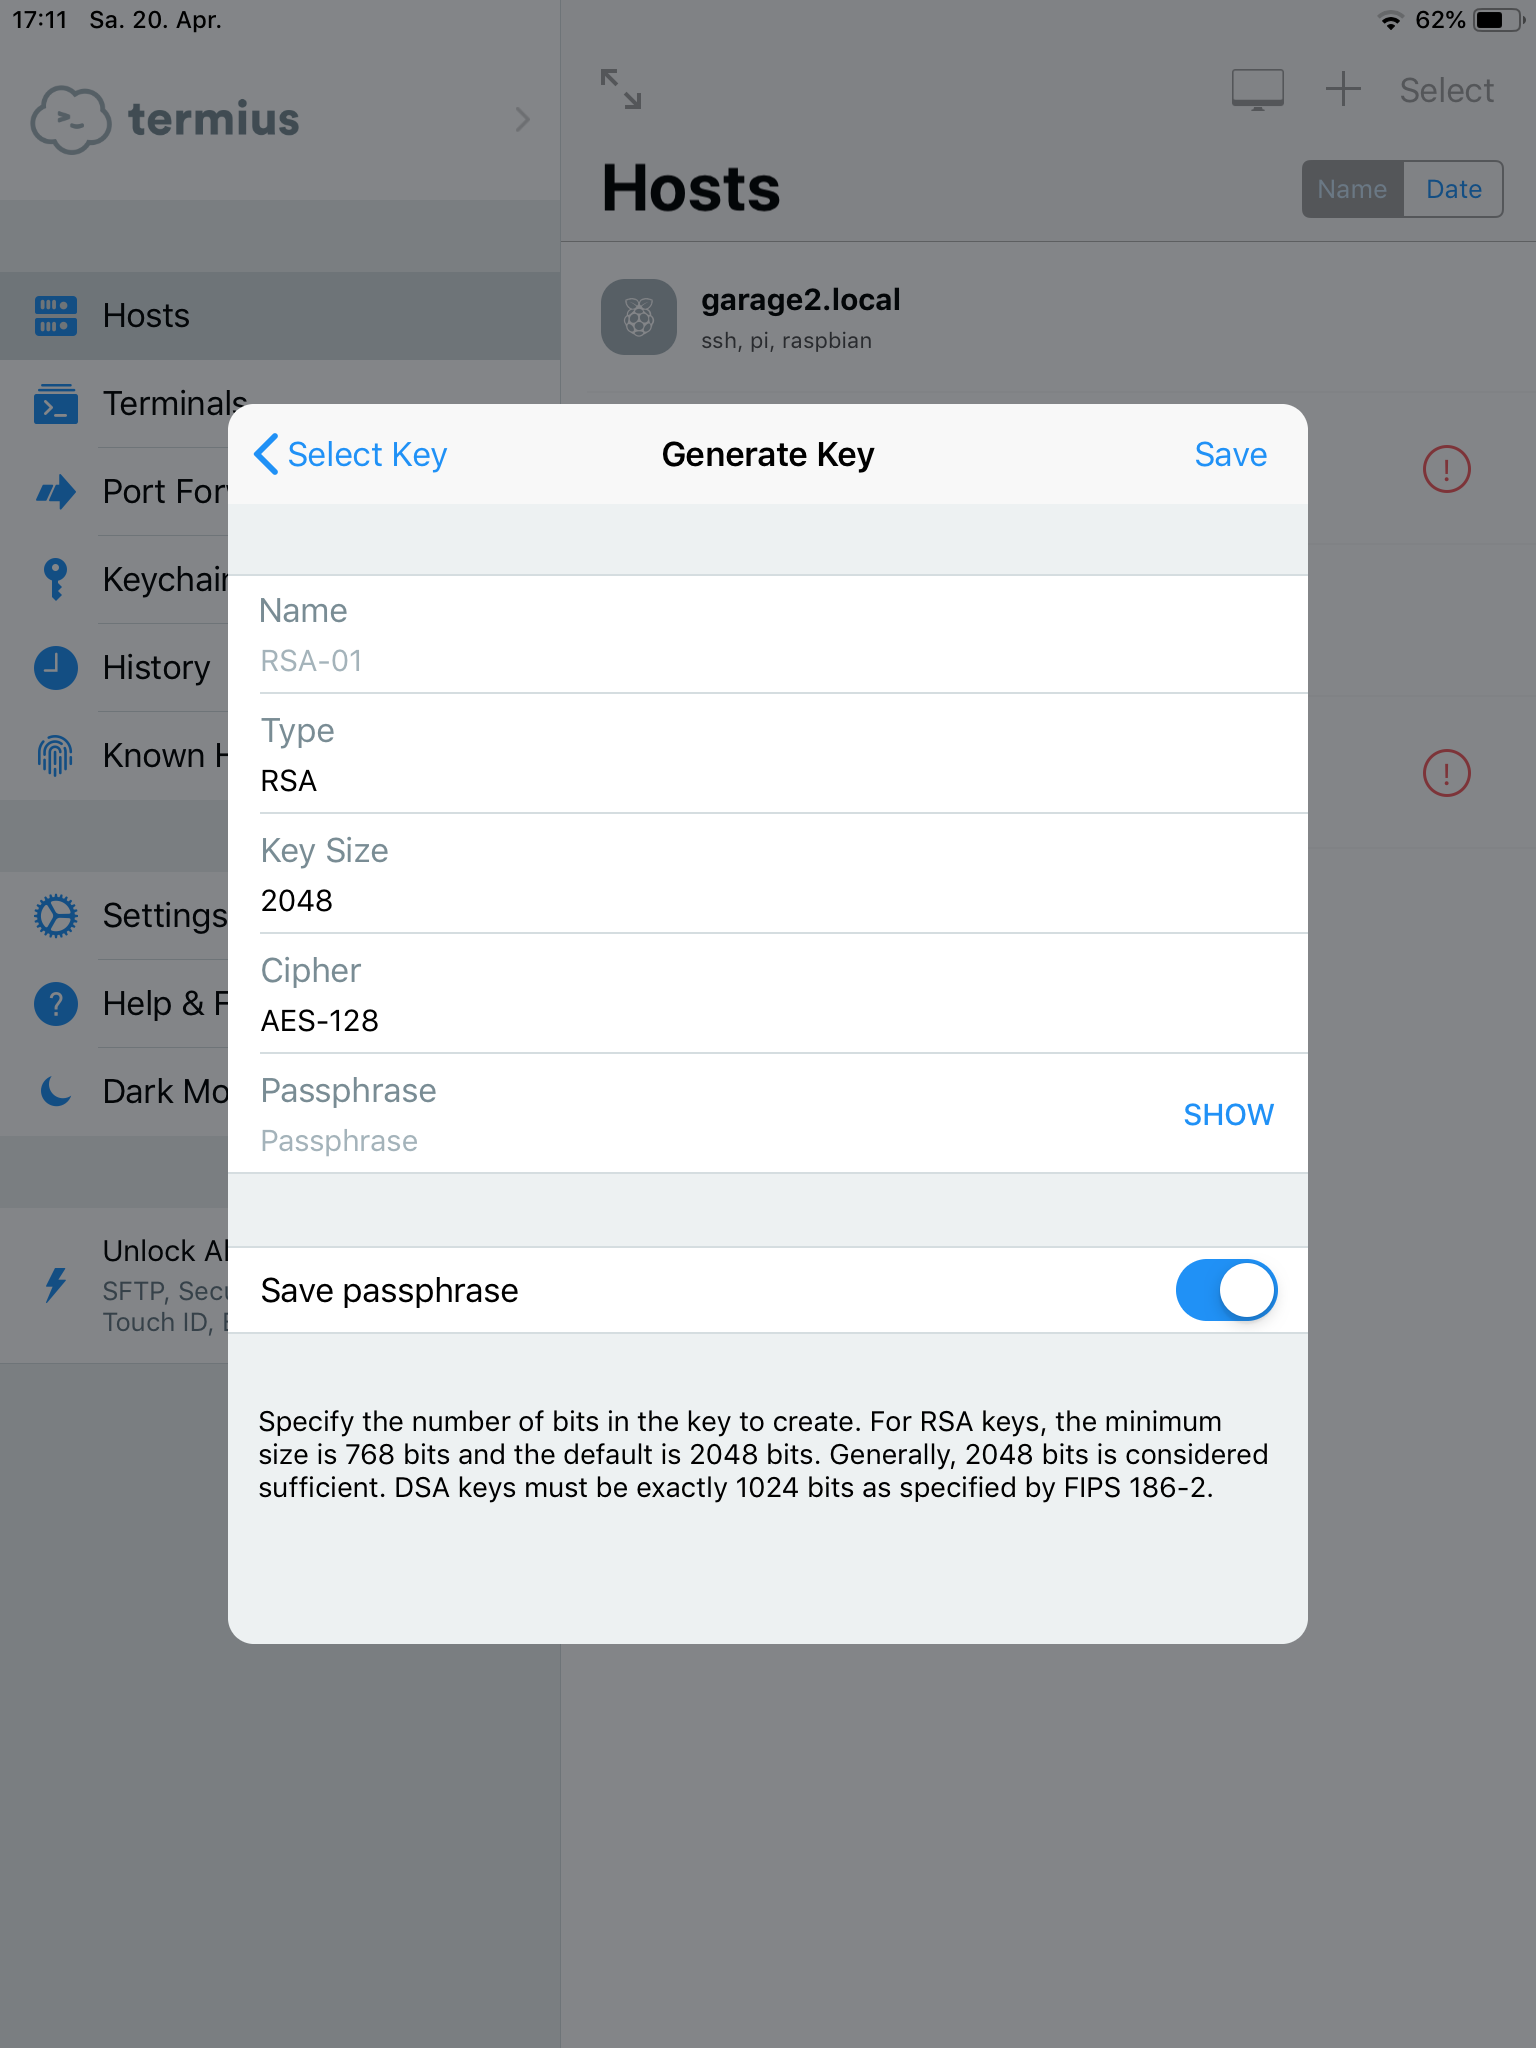 17:11 Sa. 20. Apr.
62%
termius
Select
Hosts
Name
Date
Hosts
Terminals
Port For
Keychain
History
Known H
Settings
Help & F
Dark Mo
Unlock Al
SFTP, Secu
Touch ID,
garage2.local
ssh, pi, raspbian
Select Key
Generate Key
Save
Name
RSA-01
Type
RSA
Key Size
2048
Cipher
AES-128
Passphrase
Passphrase
SHOW
Save passphrase
Specify the number of bits in the key to create. For RSA keys, the minimum
size is 768 bits and the default is 2048 bits. Generally, 2048 bits is considered
sufficient. DSA keys must be exactly 1024 bits as specified by FIPS 186-2.